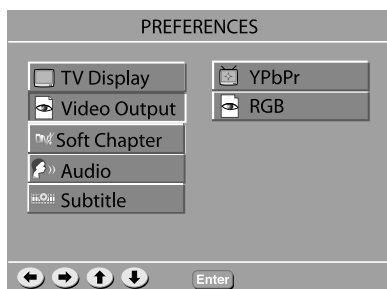 PREFERENCES
TV Display
Video Output
Soft Chapter
Audio
Subtitle
YPbPr
RGB
Enter